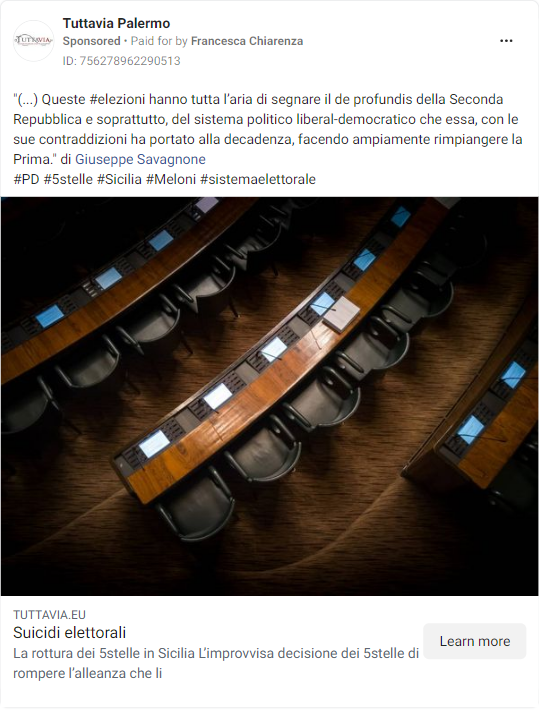 TUTTAVIA
Tuttavia Palermo
Sponsored • Paid for by Francesca Chiarenza
ID: 756278962290513
"(...) Queste #elezioni hanno tutta l’aria di segnare il de profundis della Seconda
Repubblica e soprattutto, del sistema politico liberal-democratico che essa, con le
sue contraddizioni ha portato alla decadenza, facendo ampiamente rimpiangere la
Prima." di Giuseppe Savagnone
#PD #5stelle #Sicilia #Meloni #sistemaelettorale
TUTTAVIA.EU
Suicidi elettorali
La rottura dei 5stelle in Sicilia L’improvvisa decisione dei 5stelle di
rompere l’alleanza che li
Learn more